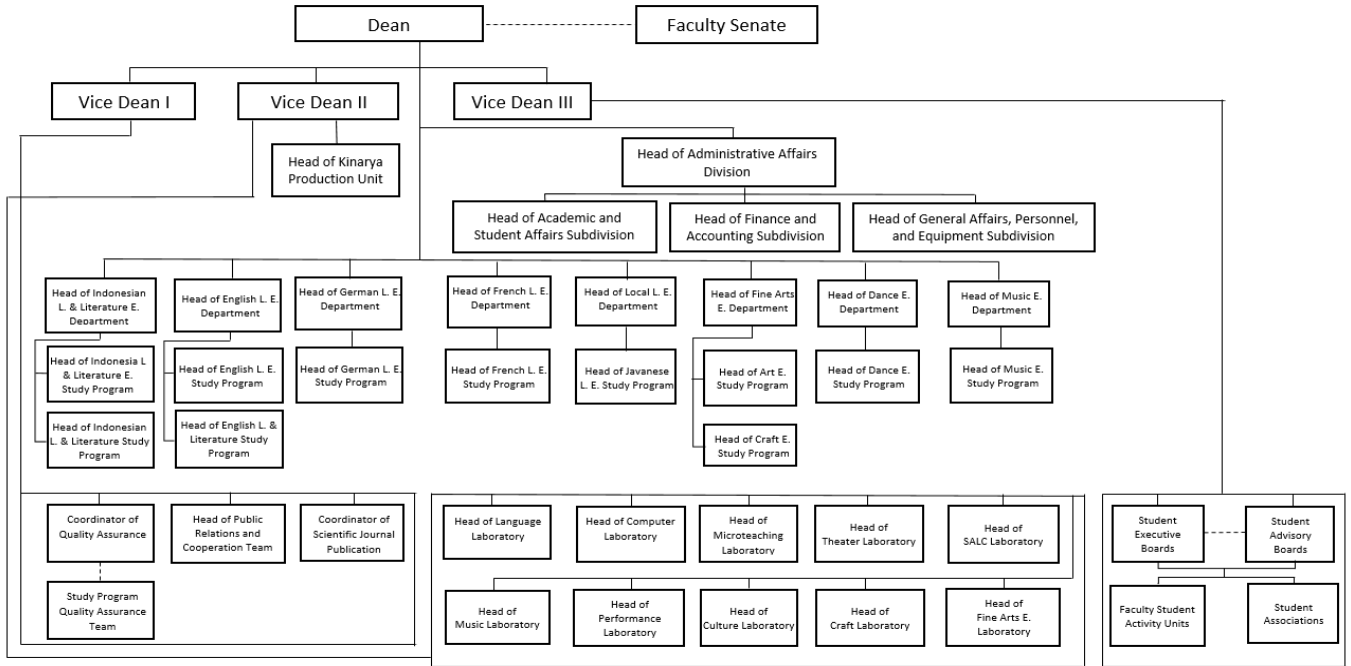 Dean
Faculty Senate
Vice Dean I
Vice Dean II
Vice Dean III
Head of Kinarya
Production Unit
Head of Administrative Affairs
Division
Head of Academic and
Student Affairs Subdivision
Head of Finance and
Accounting Subdivision
Head of General Affairs, Personnel,
and Equipment Subdivision
Head of Indonesian
L. & Literature E.
Department
Head of English L. E.
Department
Head of German L. E.
Department
Head of French L. E.
Department
Head of Local L. E.
Department
Head of Fine Arts
E. Department
Head of Dance E.
Department
Head of Music E.
Department
Head of Indonesia L
& Literature E.
Study Program
Head of English L. E.
Study Program
Head of German L. E.
Study Program
Head of French L. E.
Study Program
Head of Javanese
L. E. Study Program
Head of Art E.
Study Program
Head of Dance E.
Study Program
Head of Music E.
Study Program
Head of Indonesian
L. & Literature Study
Program
Head of English L. &
Literature Study
Program
Head of Craft E.
Study Program
Coordinator of
Quality Assurance
Head of Public
Relations and
Cooperation Team
Coordinator of
Scientific Journal
Publication
Study Program
Quality Assurance
Team
Head of Language
Laboratory
Head of Computer
Laboratory
Head of
Microteaching
Laboratory
Head of
Theater Laboratory
Head of
SALC Laboratory
Head of
Music Laboratory
Head of
Performance
Laboratory
Head of
Culture Laboratory
Head of
Craft Laboratory
Head of
Fine Arts E.
Laboratory
Student
Executive
Boards
Student
Advisory
Boards
Faculty Student
Activity Units
Student
Associations